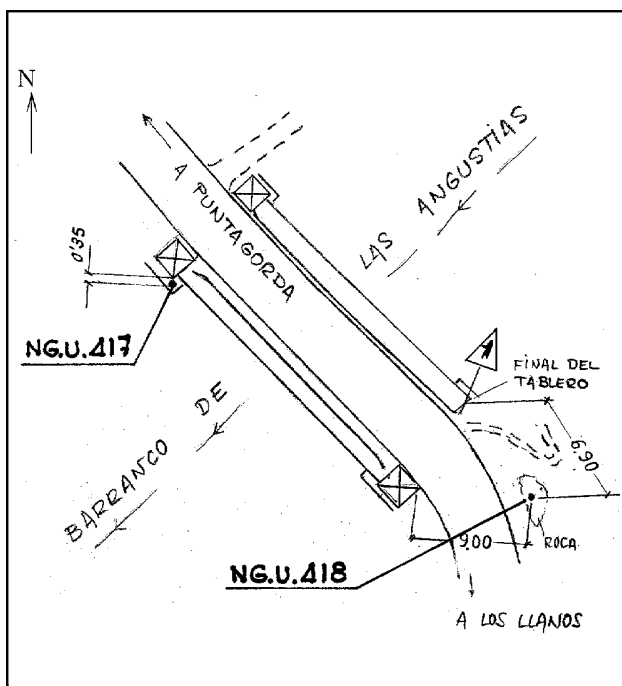 N
A PUNTAGORDA
LAS ANGUSTIAS
0'35
NG.U.417
FINAL DEL
TABLERO
BARRANCO DE
6.90
9.00
ROCA
NG.U.418
A LOS LLANOS